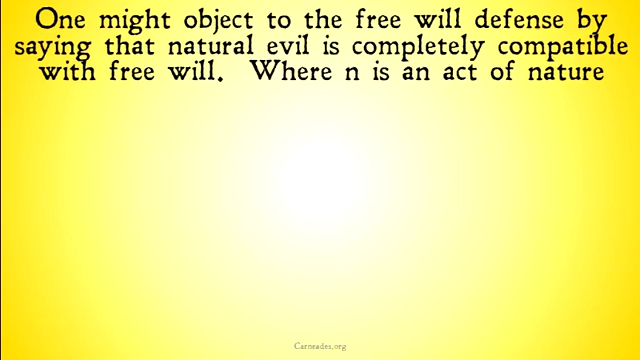 One might object to the free will defense by
saying that natural evil is completely compatible
with free will.  Where n is an act of nature
Carneades.org